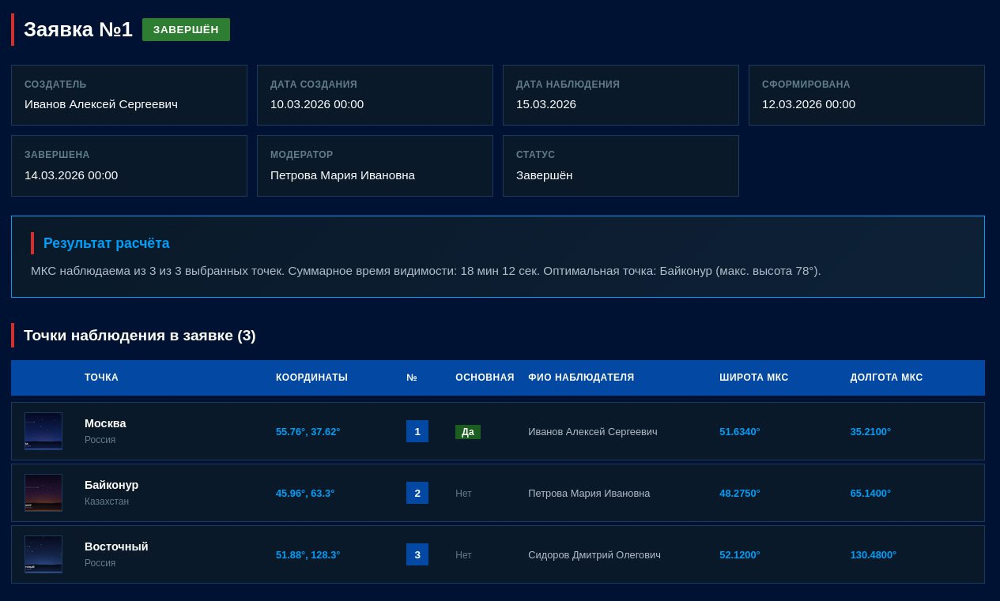 Заявка №1 ЗАВЕРШЁН
СОЗДАТЕЛЬ
Иванов Алексей Сергеевич
ДАТА СОЗДАНИЯ
10.03.2026 00:00
ДАТА НАБЛЮДЕНИЯ
15.03.2026
СФОРМИРОВАНА
12.03.2026 00:00
ЗАВЕРШЕНА
14.03.2026 00:00
МОДЕРАТОР
Петрова Мария Ивановна
СТАТУС
Завершён
Результат расчёта
МКС наблюдаема из 3 из 3 выбранных точек. Суммарное время видимости: 18 мин 12 сек. Оптимальная точка: Байконур (макс. высота 78°).
Точки наблюдения в заявке (3)
ТОЧКА КООРДИНАТЫ № ОСНОВНАЯ ФИО НАБЛЮДАТЕЛЯ ШИРОТА МКС ДОЛГОТА МКС
Москва
Россия
55.76°, 37.62° 1 Да Иванов Алексей Сергеевич 51.6340° 35.2100°
Байконур
Казахстан
45.96°, 63.3° 2 Нет Петрова Мария Ивановна 48.2750° 65.1400°
Восточный
Россия
51.88°, 128.3° 3 Нет Сидоров Дмитрий Олегович 52.1200° 130.4800°